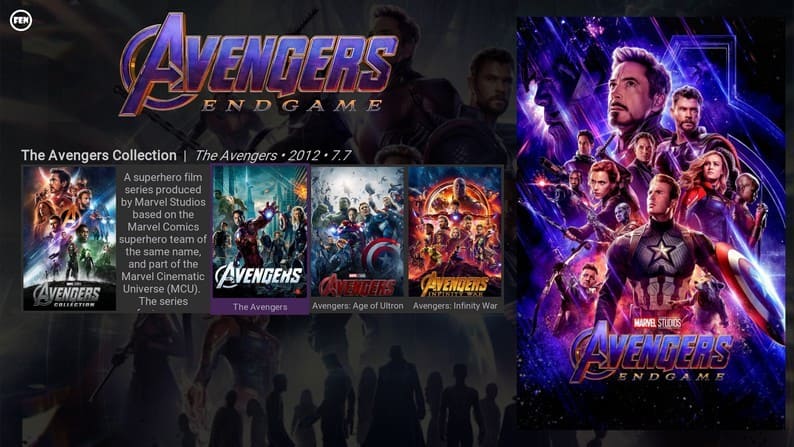 FEN
AVENGERS
ENDGAME
The Avengers Collection | The Avengers • 2012 • 7.7
A superhero film
series produced
by Marvel Studios
based on the
Marvel Comics
superhero team of
the same name,
and part of the
Marvel Cinematic
Universe (MCU).
The series
AVENGERS
COLLECTION
AVENGERS
AVENGERS
AVENGERS
INFINITY WAR
The Avengers
Avengers: Age of Ultron
Avengers: Infinity War
MARVEL STUDIOS
AVENGERS
ENDGAME